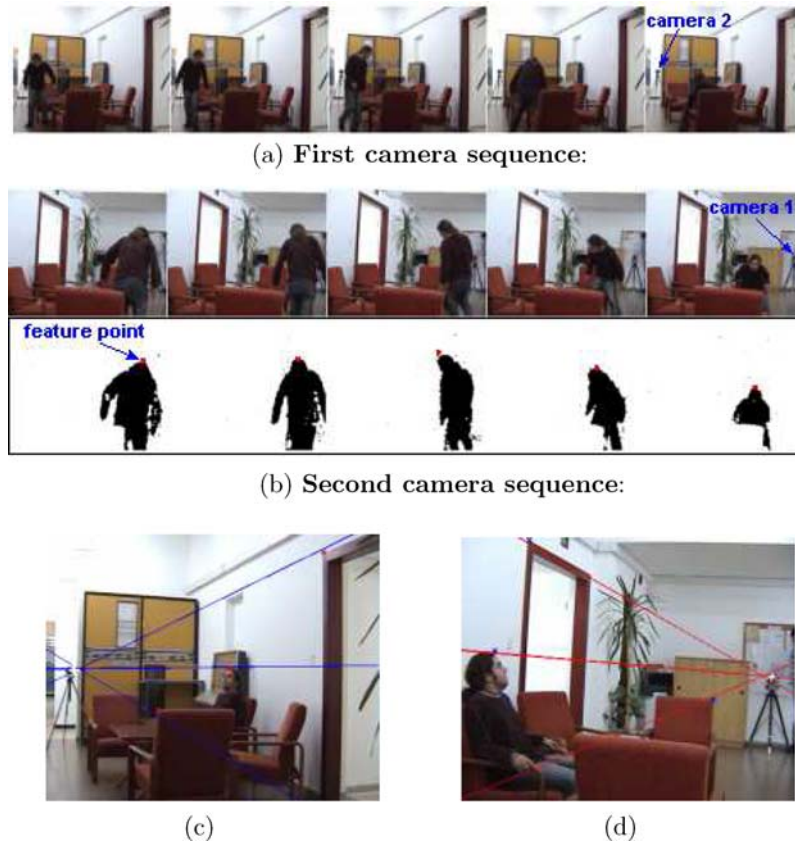 camera 2
(a) First camera sequence:
camera 1
feature point
(b) Second camera sequence:
(c)
(d)